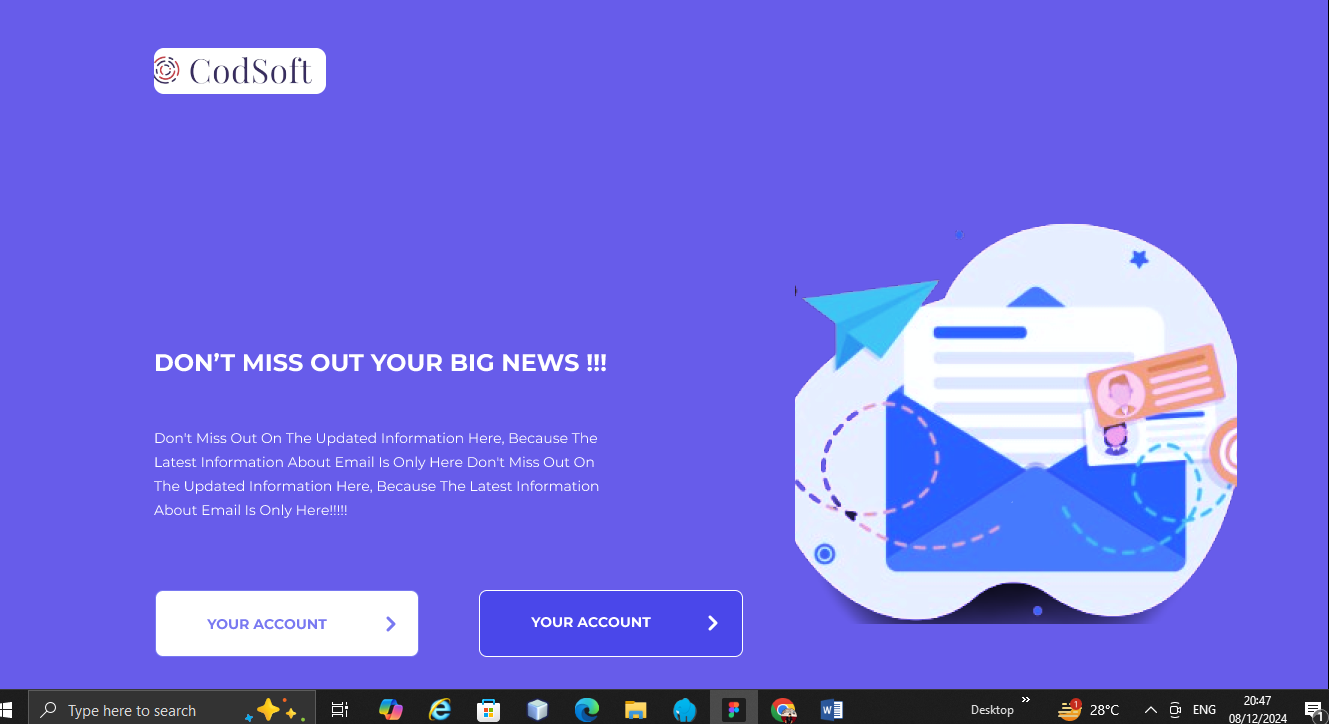 CodSoft
DON’T MISS OUT YOUR BIG NEWS !!!
Don't Miss Out On The Updated Information Here, Because The
Latest Information About Email Is Only Here Don't Miss Out On
The Updated Information Here, Because The Latest Information
About Email Is Only Here!!!!!
YOUR ACCOUNT
YOUR ACCOUNT
Type here to search
Desktop
1
28°C
ENG
20:47
08/12/2024